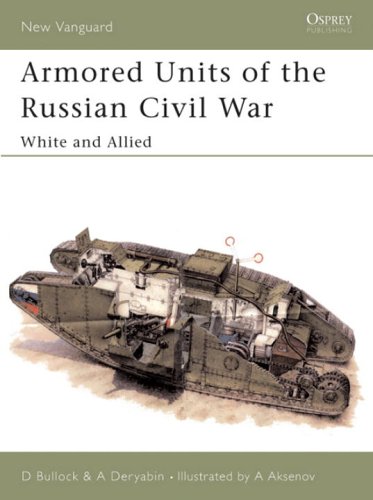 New Vanguard
OSPREY
PUBLISHING
Armored Units of the
Russian Civil War
White and Allied
D Bullock & A Deryabin • Illustrated by A Aksenov